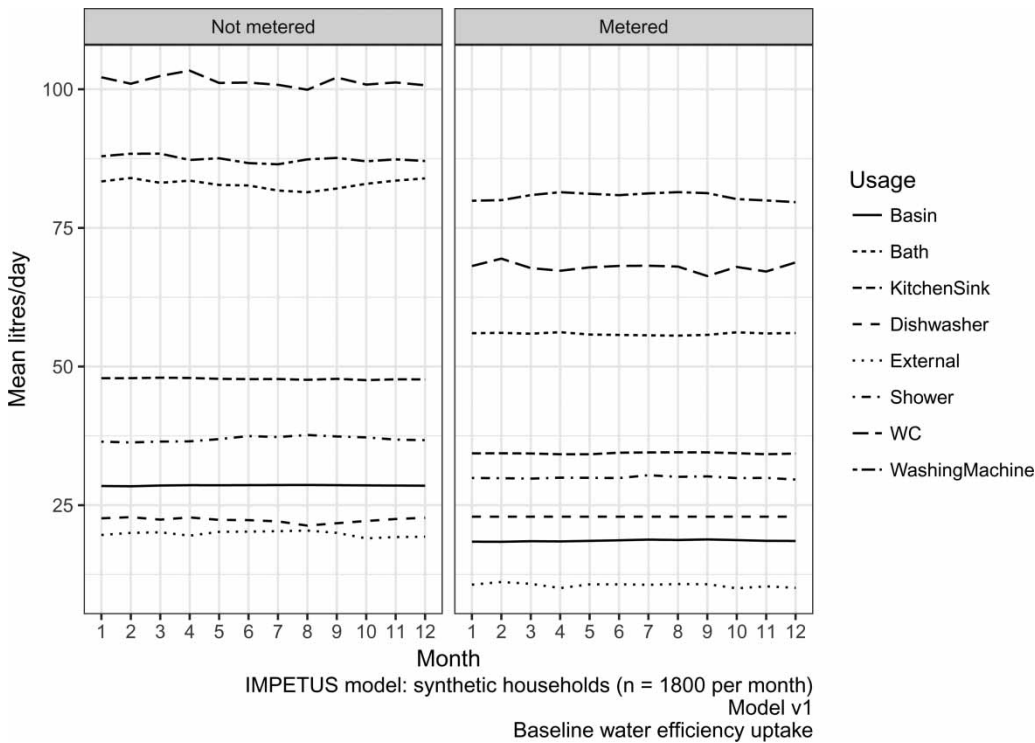 Not metered
Metered
Mean litres/day
100
75
50
25
1 2 3 4 5 6 7 8 9 10 11 12
1 2 3 4 5 6 7 8 9 10 11 12
Month
Usage
Basin
Bath
KitchenSink
Dishwasher
External
Shower
WC
WashingMachine
IMPETUS model: synthetic households (n = 1800 per month)
Model v1
Baseline water efficiency uptake